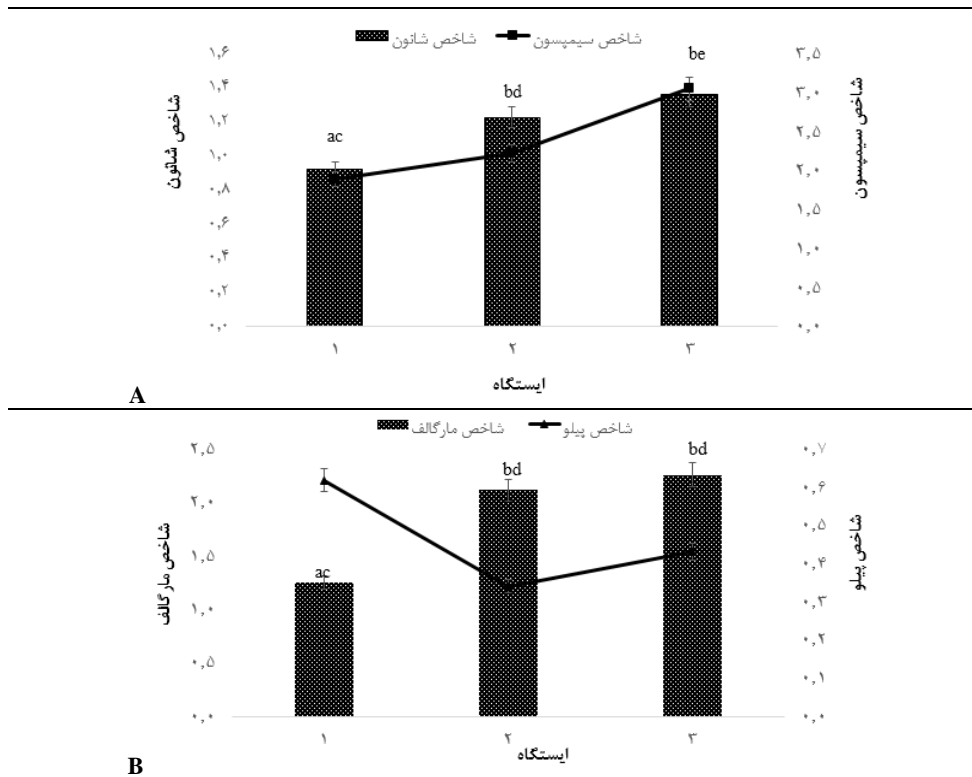 شاخص شانون شاخص سیمپسون
۱,۶
۱,۴
۱,۲
۱,۰
۰,۸
۰,۶
۰,۴
۰,۲
۰,۰
شاخص شانون
۳,۵
۳,۰
۲,۵
۲,۰
۱,۵
۱,۰
۰,۵
۰,۰
شاخص سیمپسون
ac
bd
be
۱ ۲ ۳
ایستگاه
A
شاخص مارگالف شاخص پیلو
۲,۵
۲,۰
۱,۵
۱,۰
۰,۵
۰,۰
شاخص مارگالف
۰,۷
۰,۶
۰,۵
۰,۴
۰,۳
۰,۲
۰,۱
۰,۰
شاخص پیلو
ac
bd
bd
۱ ۲ ۳
ایستگاه
B